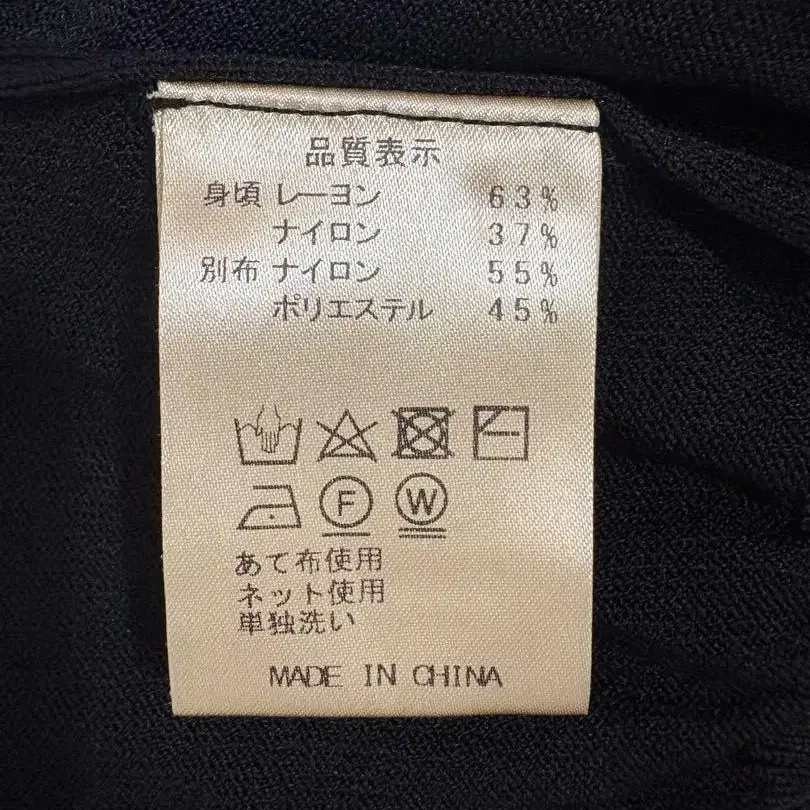 品質表示
身頃 レーヨン 63%
ナイロン 37%
別布 ナイロン 55%
ポリエステル 45%
F W
あて布使用
ネット使用
単独洗い
MADE IN CHINA